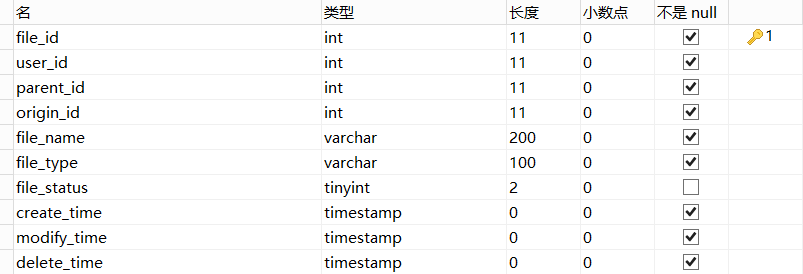 名 类型 长度 小数点 不是 null
file_id int 11 0 1
user_id int 11 0
parent_id int 11 0
origin_id int 11 0
file_name varchar 200 0
file_type varchar 100 0
file_status tinyint 2 0
create_time timestamp 0 0
modify_time timestamp 0 0
delete_time timestamp 0 0